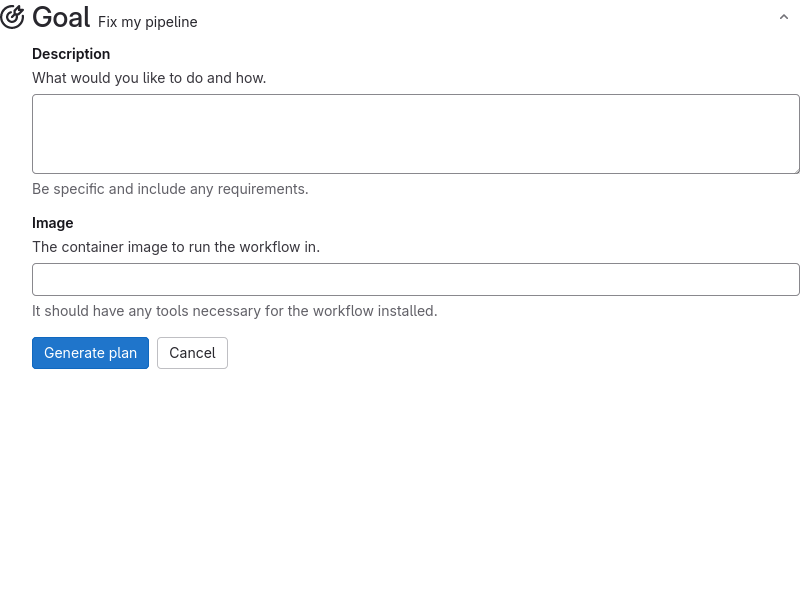 Goal Fix my pipeline
Description
What would you like to do and how.
Be specific and include any requirements.
Image
The container image to run the workflow in.
It should have any tools necessary for the workflow installed.
Generate plan Cancel